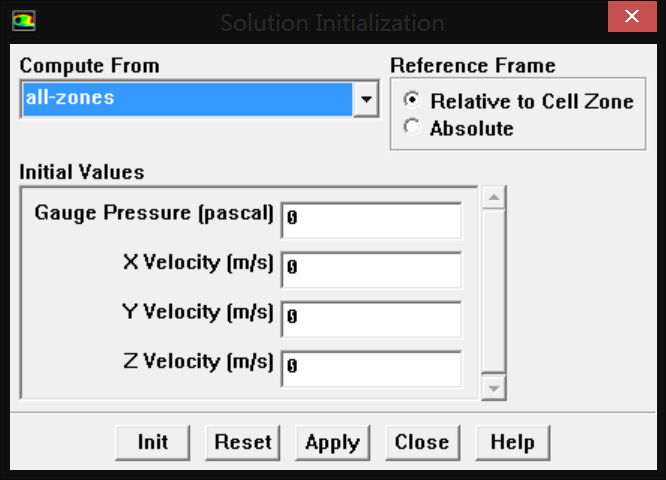 Solution Initialization
Compute From
all-zones
Reference Frame
Relative to Cell Zone
Absolute
Initial Values
Gauge Pressure (pascal) 0
X Velocity (m/s) 0
Y Velocity (m/s) 0
Z Velocity (m/s) 0
Init Reset Apply Close Help